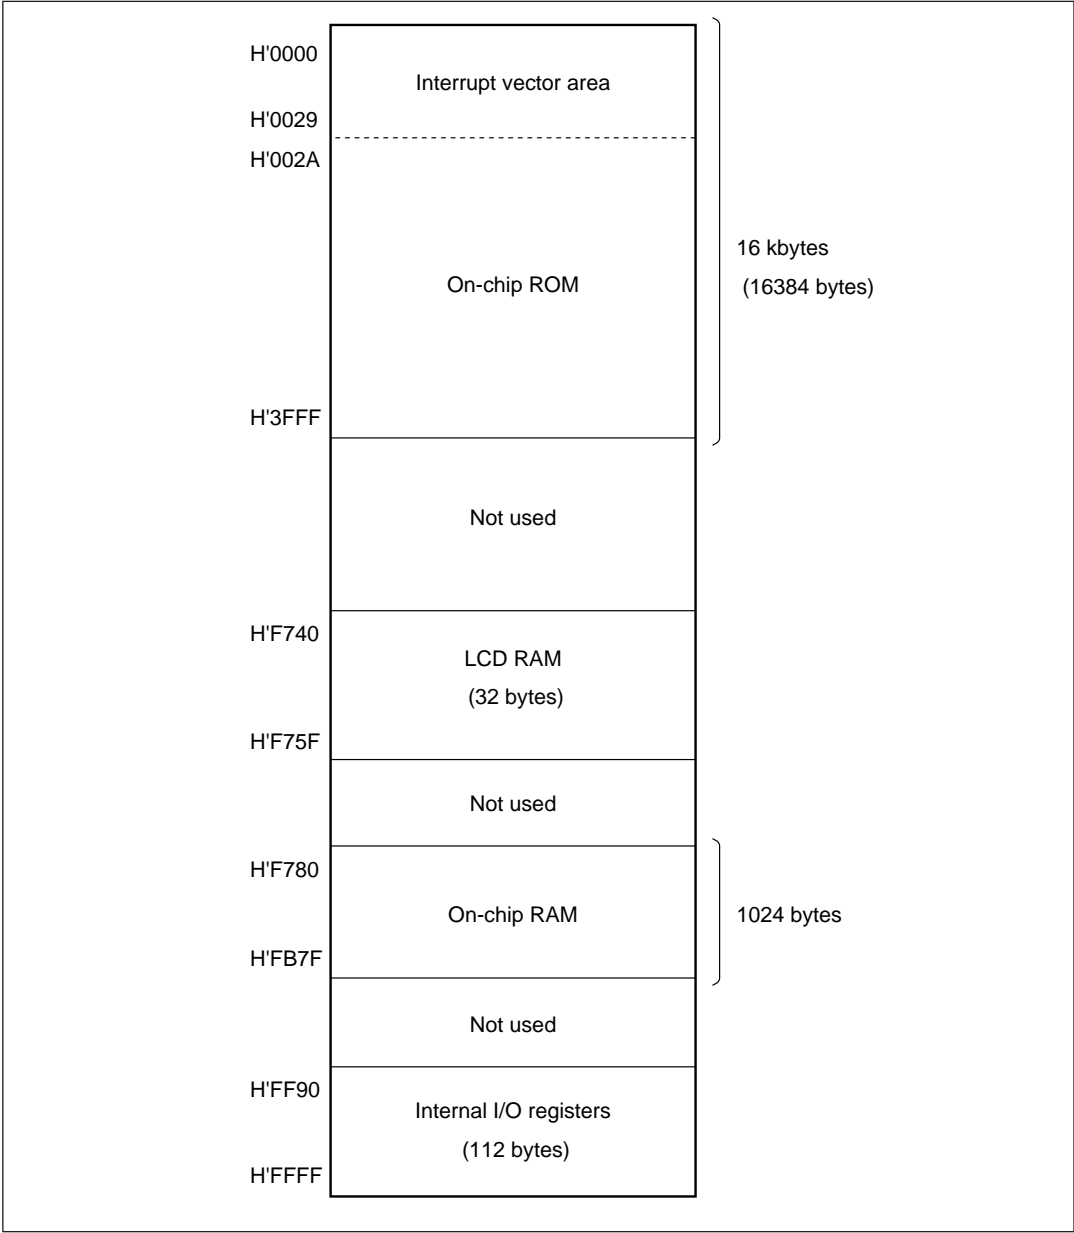 H'0000
Interrupt vector area
H'0029
H'002A
16 kbytes
On-chip ROM
(16384 bytes)
H'3FFF
Not used
H'F740
LCD RAM
(32 bytes)
H'F75F
Not used
H'F780
On-chip RAM
1024 bytes
H'FB7F
Not used
H'FF90
Internal I/O registers
(112 bytes)
H'FFFF